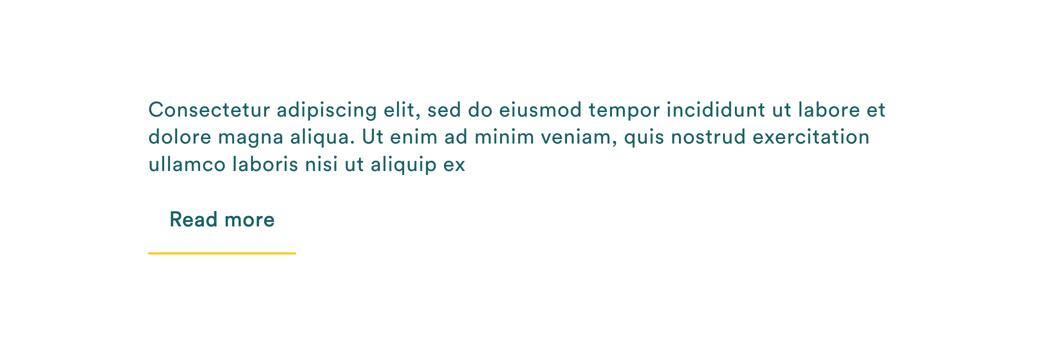 Consectetur adipiscing elit, sed do eiusmod tempor incididunt ut labore et
dolore magna aliqua. Ut enim ad minim veniam, quis nostrud exercitation
ullamco laboris nisi ut aliquip ex
Read more